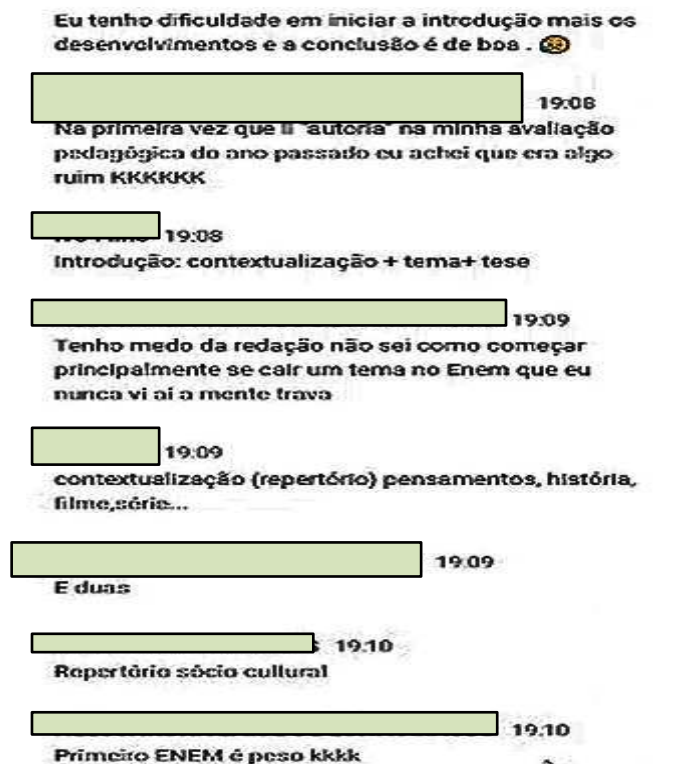 Eu tenho dificuldade em iniciar a introdução mais os
desenvolvimentos e a conclusão é de boa .
19:08
Na primeira vez que li "autoria" na minha avaliação
pedagógica do ano passado eu achei que era algo
ruim KKKKKK
19:08
Introdução: contextualização + tema+ tese
19:09
Tenho medo da redação não sei como começar
principalmente se cair um tema no Enem que eu
nunca vi aí a mente trava
19:09
contextualização (repertório) pensamentos, história,
filme,série...
19:09
E duas
19:10
Repertório sócio cultural
19:10
Primeiro ENEM é peso kkkk